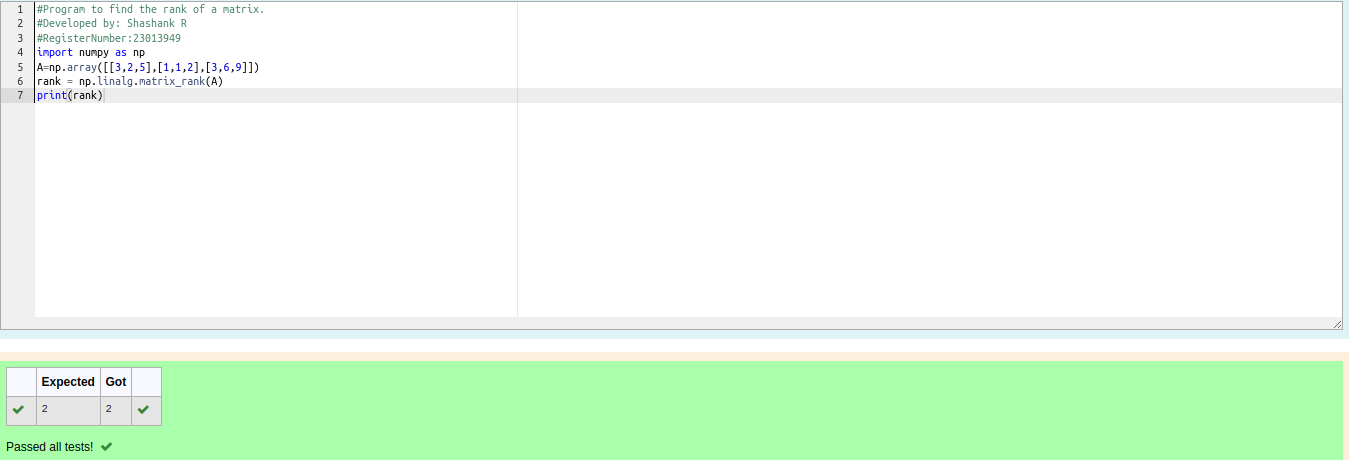 1 #Program to find the rank of a matrix.
2 #Developed by: Shashank R
3 #RegisterNumber:23013949
4 import numpy as np
5 A=np.array([[3,2,5],[1,1,2],[3,6,9]])
6 rank = np.linalg.matrix_rank(A)
7 print(rank)
Expected Got
2 2
Passed all tests!